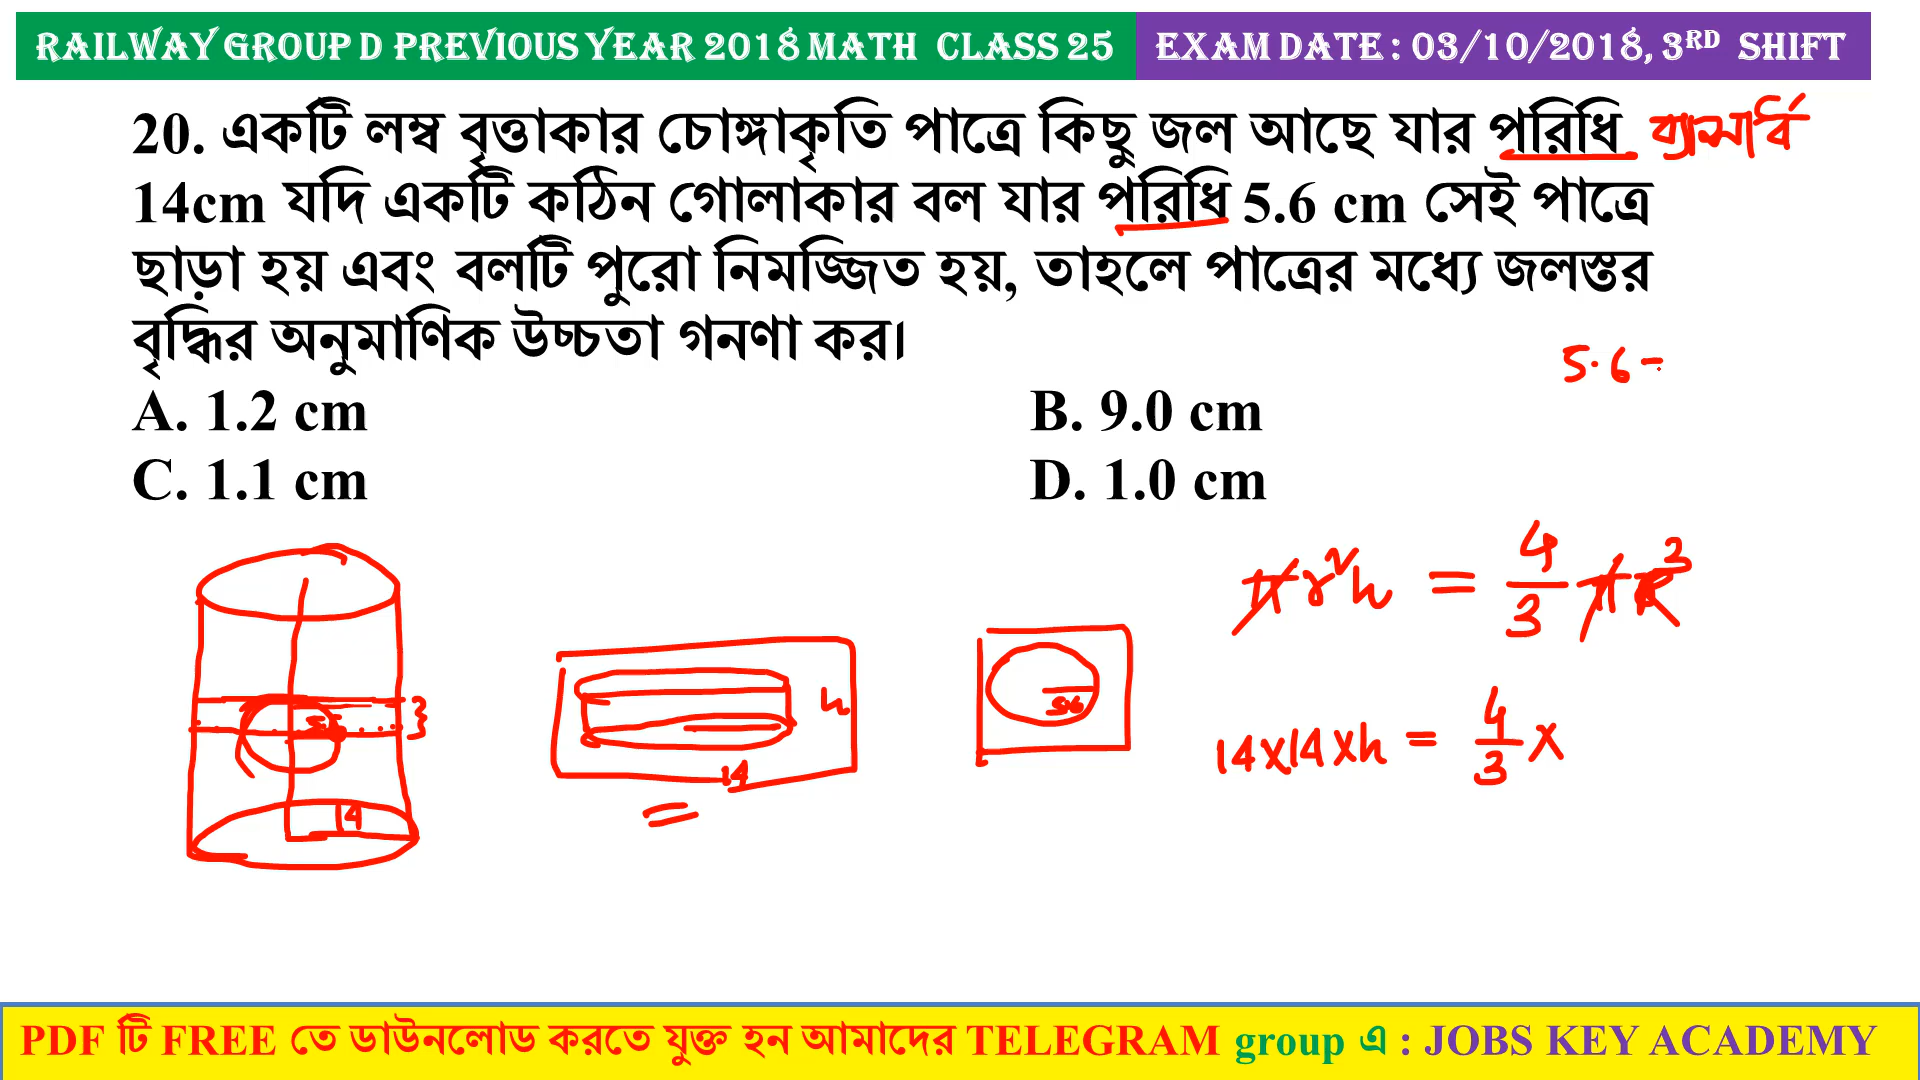 RAILWAY GROUP D PREVIOUS YEAR 2018 MATH CLASS 25 EXAM DATE : 03/10/2018, 3RD SHIFT
20. একটি লম্ব বৃত্তাকার চোঙ্গাকৃতি পাত্রে কিছু জল আছে যার পরিধি ব্যাসার্ধ
14cm যদি একটি কঠিন গোলাকার বল যার পরিধি 5.6 cm সেই পাত্রে
ছাড়া হয় এবং বলটি পুরো নিমজ্জিত হয়, তাহলে পাত্রের মধ্যে জলস্তর
বৃদ্ধির অনুমাণিক উচ্চতা গনণা কর।
5.6 -
A. 1.2 cm B. 9.0 cm
C. 1.1 cm D. 1.0 cm
πr²h = 4/3 πr³
h 5.6
14×14×h = 4/3 ×
14
14
PDF টি FREE তে ডাউনলোড করতে যুক্ত হন আমাদের TELEGRAM group এ : JOBS KEY ACADEMY